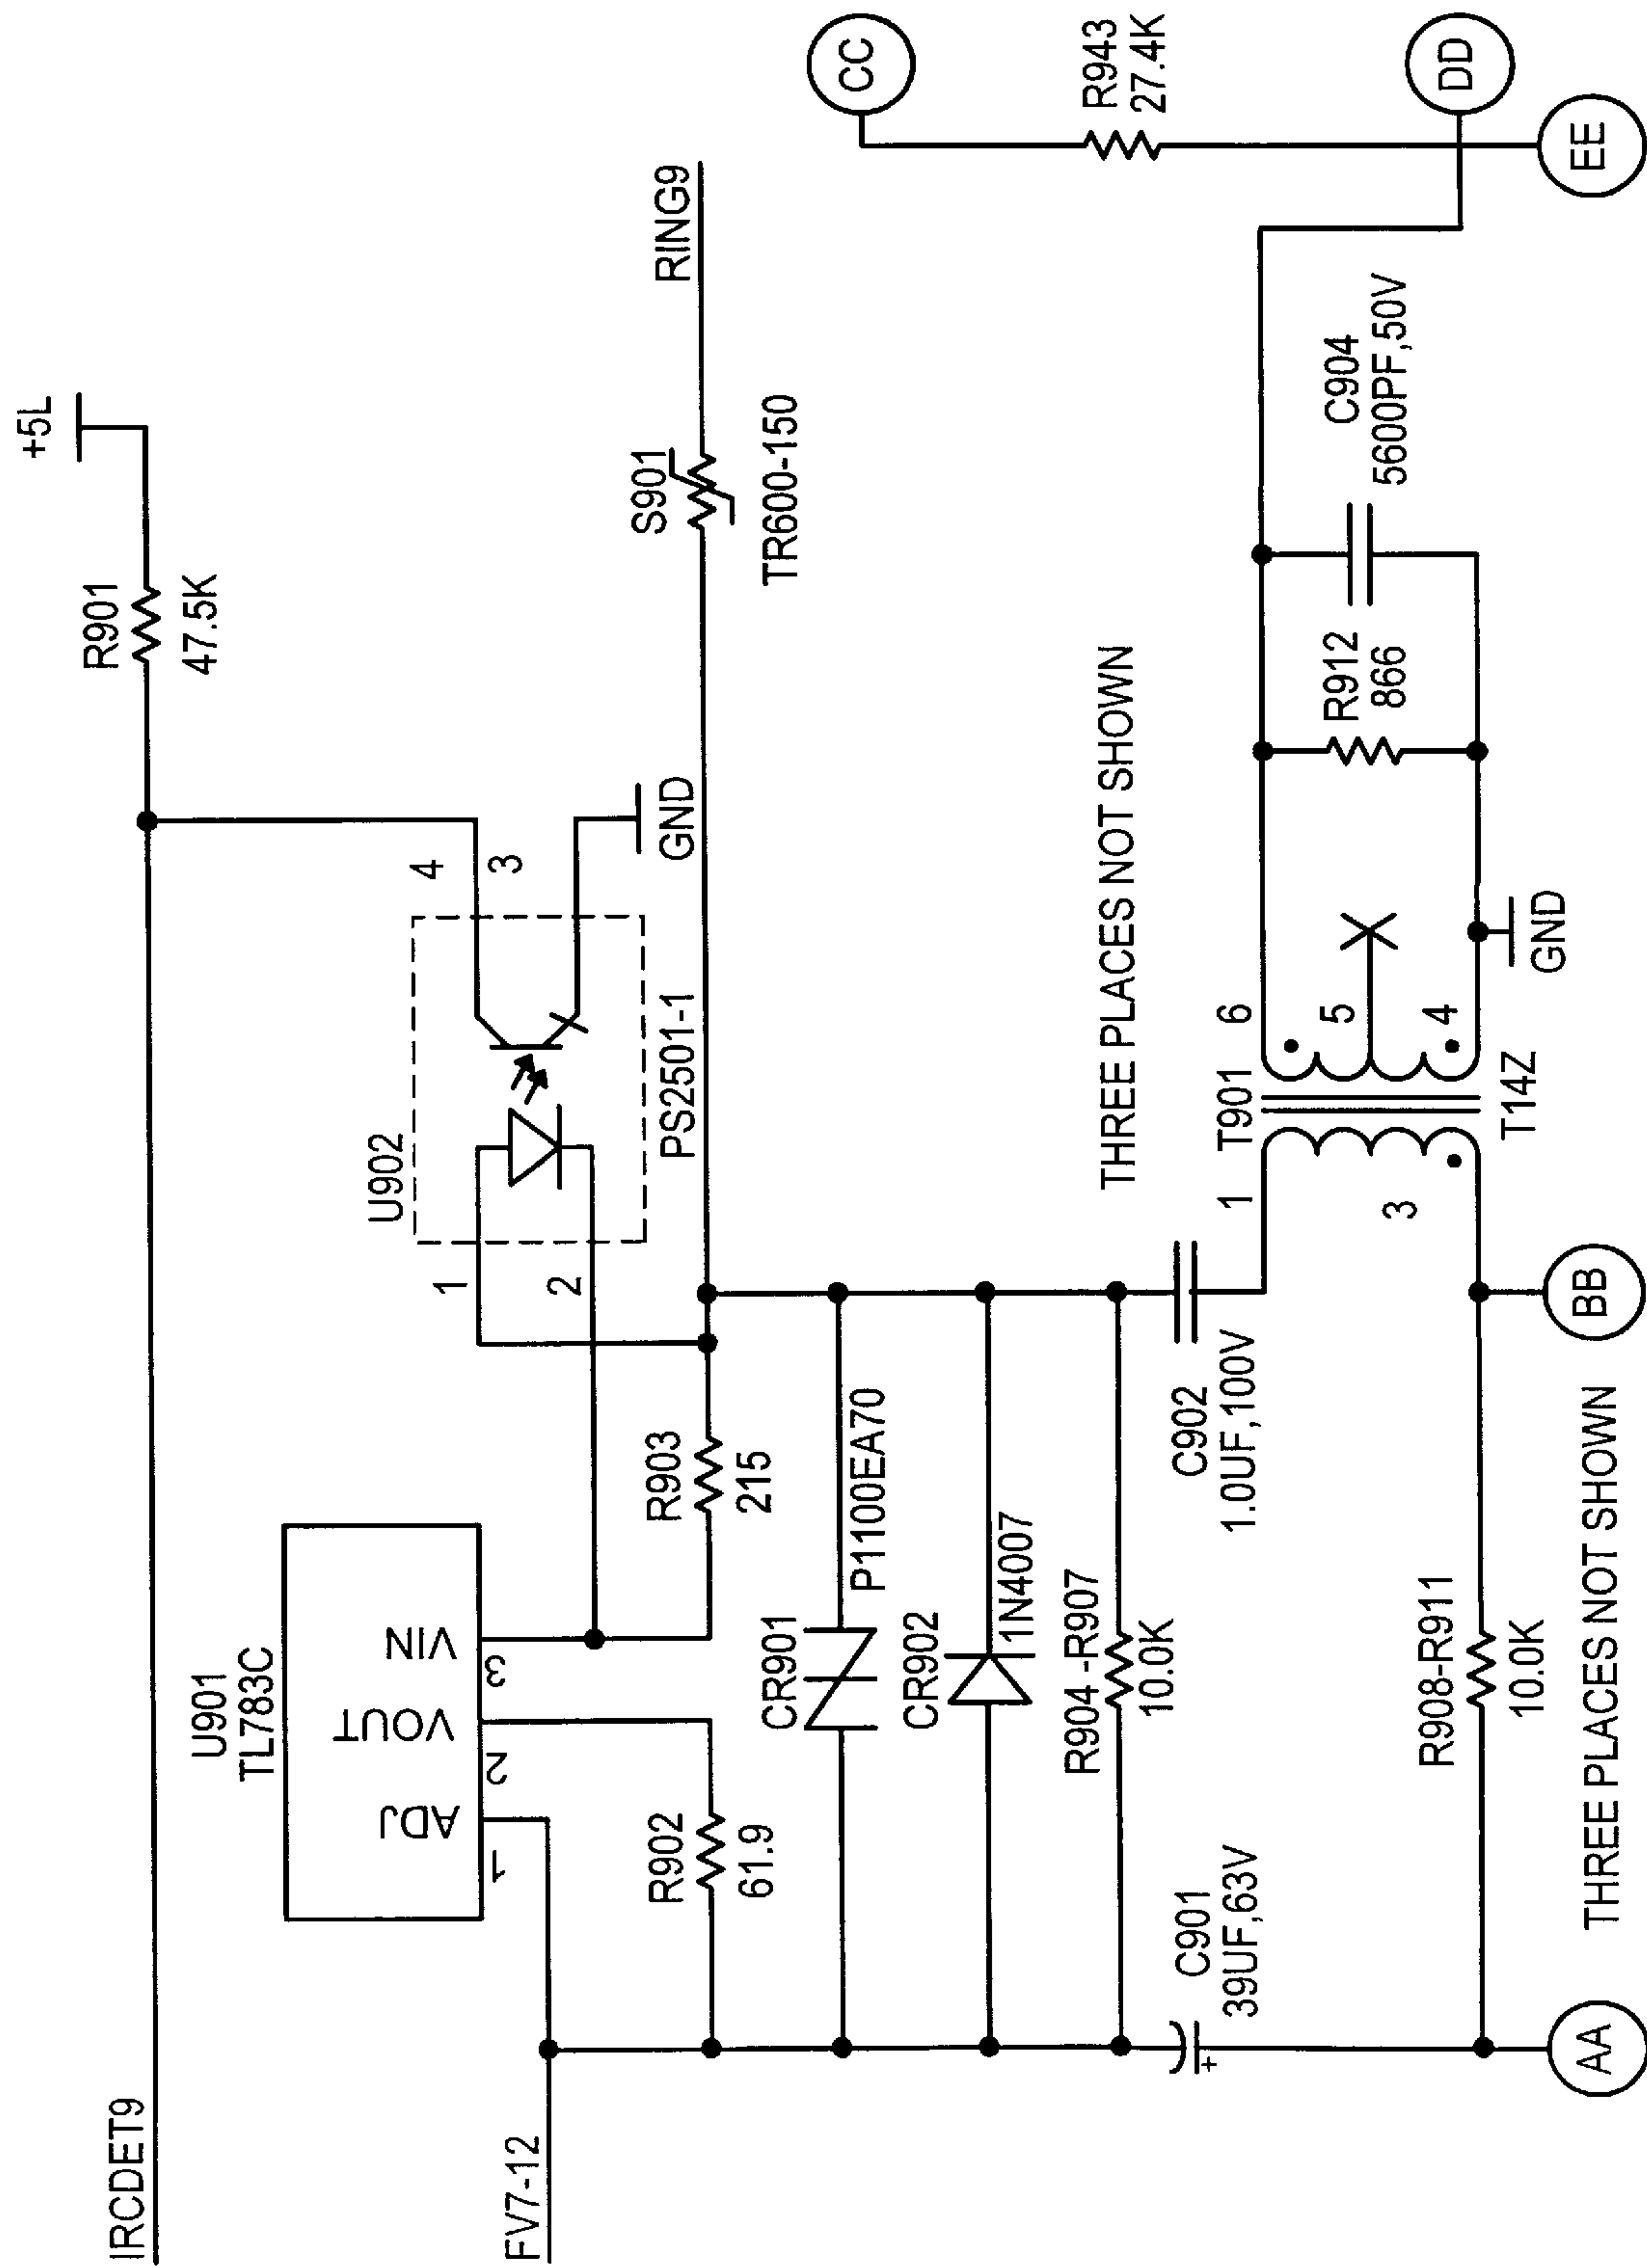 IRCDET9
R901
47.5K
+5L
FV7-12
U901
TL783C
ADJ
VOUT
VIN
1
2
3
U902
1
2
4
3
PS2501-1
GND
R902
61.9
R903
215
S901
TR600-150
RING9
CR901
P1100EA70
CR902
1N4007
R904 -R907
10.0K
THREE PLACES NOT SHOWN
C901
39UF,63V
+
C902
1.0UF,100V
T901
1
3
6
5
4
T14Z
GND
R912
866
C904
5600PF,50V
R908-R911
10.0K
THREE PLACES NOT SHOWN
AA
BB
CC
R943
27.4K
DD
EE